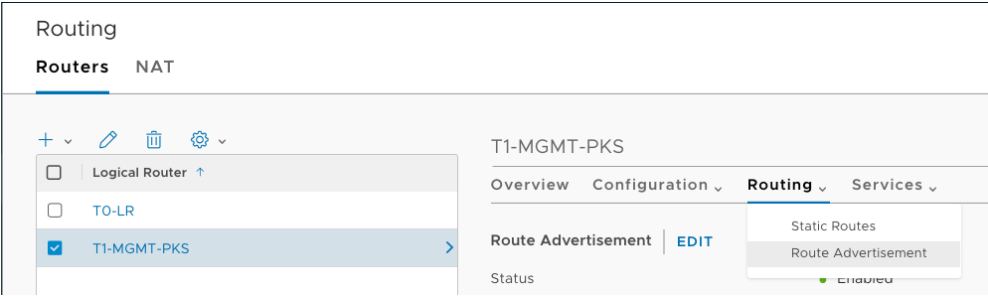 Routing
Routers NAT
T1-MGMT-PKS
Logical Router
Overview Configuration Routing Services
T0-LR
Static Routes
Route Advertisement EDIT
T1-MGMT-PKS
Route Advertisement
Status Enabled